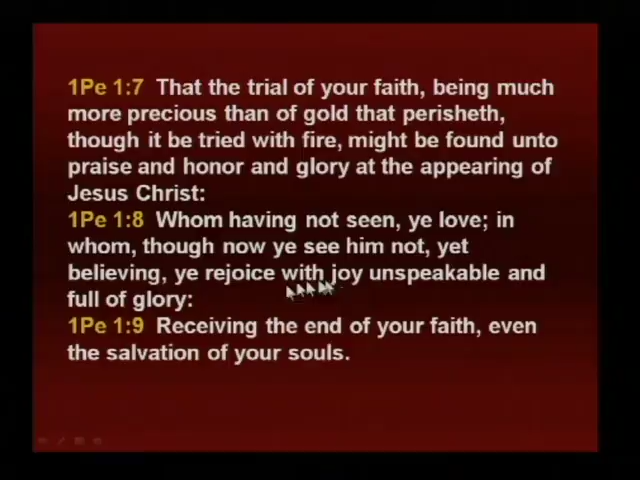 1Pe 1:7 That the trial of your faith, being much
more precious than of gold that perisheth,
though it be tried with fire, might be found unto
praise and honor and glory at the appearing of
Jesus Christ:
1Pe 1:8 Whom having not seen, ye love; in
whom, though now ye see him not, yet
believing, ye rejoice with joy unspeakable and
full of glory:
1Pe 1:9 Receiving the end of your faith, even
the salvation of your souls.